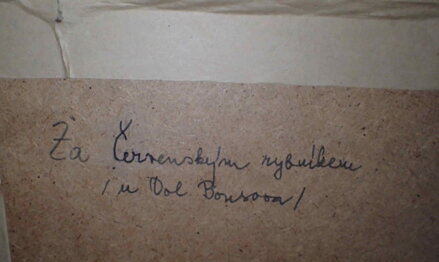 Za Červenským rybníkem
/ u Dol Bousova /